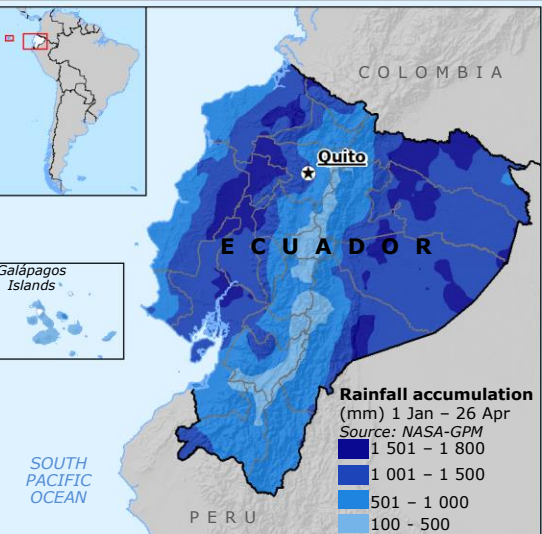 COLOMBIA
Quito
ECUADOR
Galápagos
Islands
Rainfall accumulation
(mm) 1 Jan – 26 Apr
Source: NASA-GPM
1 501 – 1 800
1 001 – 1 500
501 – 1 000
100 - 500
SOUTH
PACIFIC
OCEAN
PERU